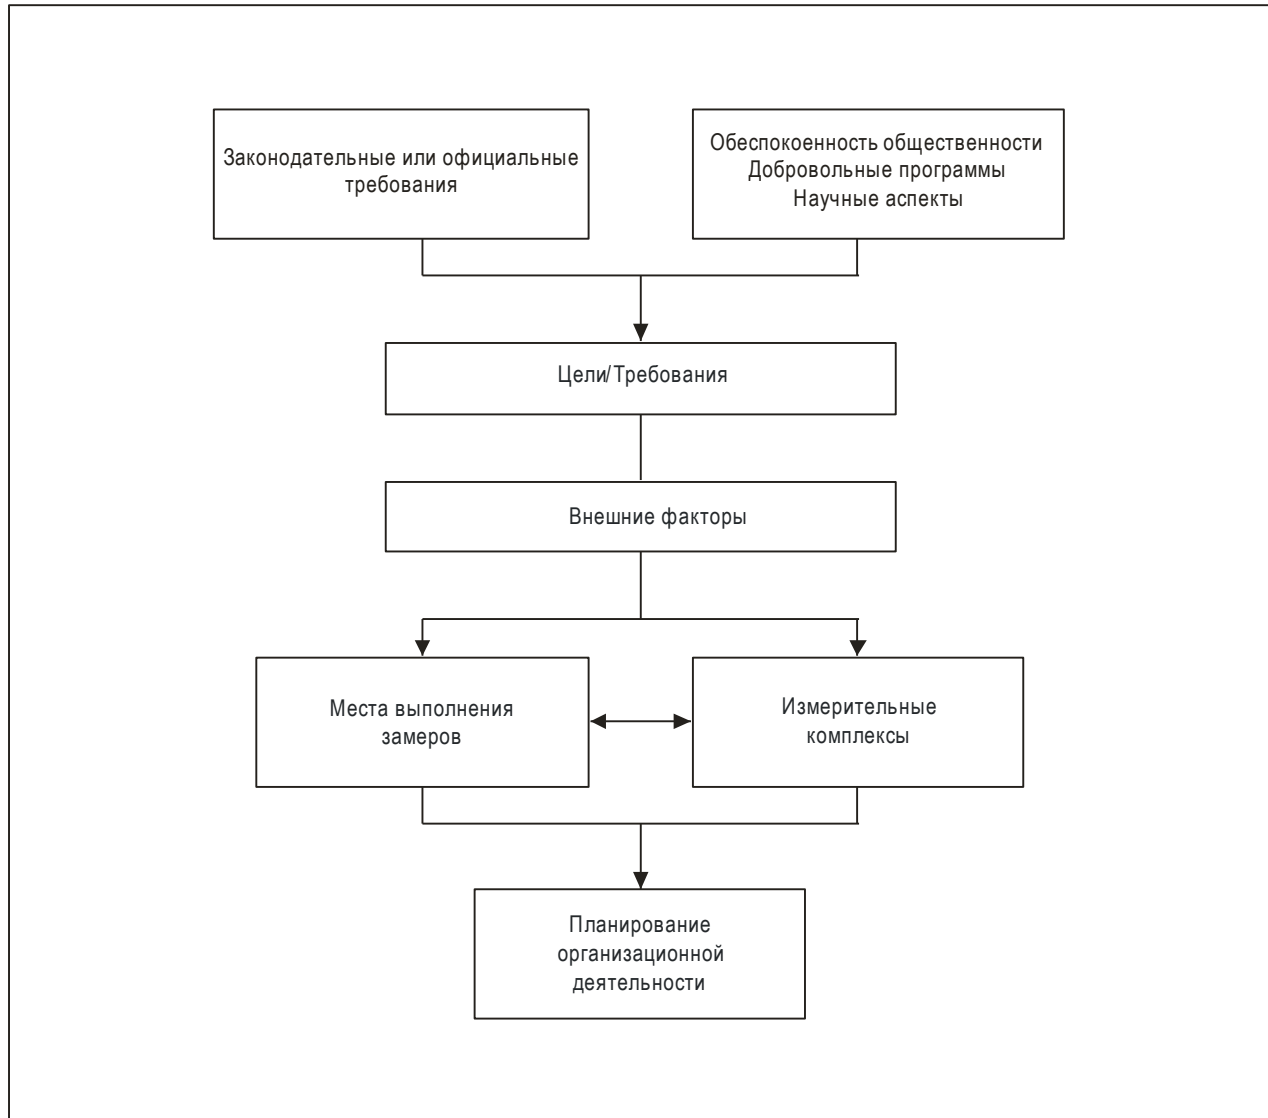 Законодательные или официальные
требования
Обеспокоенность общественности
Добровольные программы
Научные аспекты
Цели/Требования
Внешние факторы
Места выполнения
замеров
Измерительные
комплексы
Планирование
организационной
деятельности